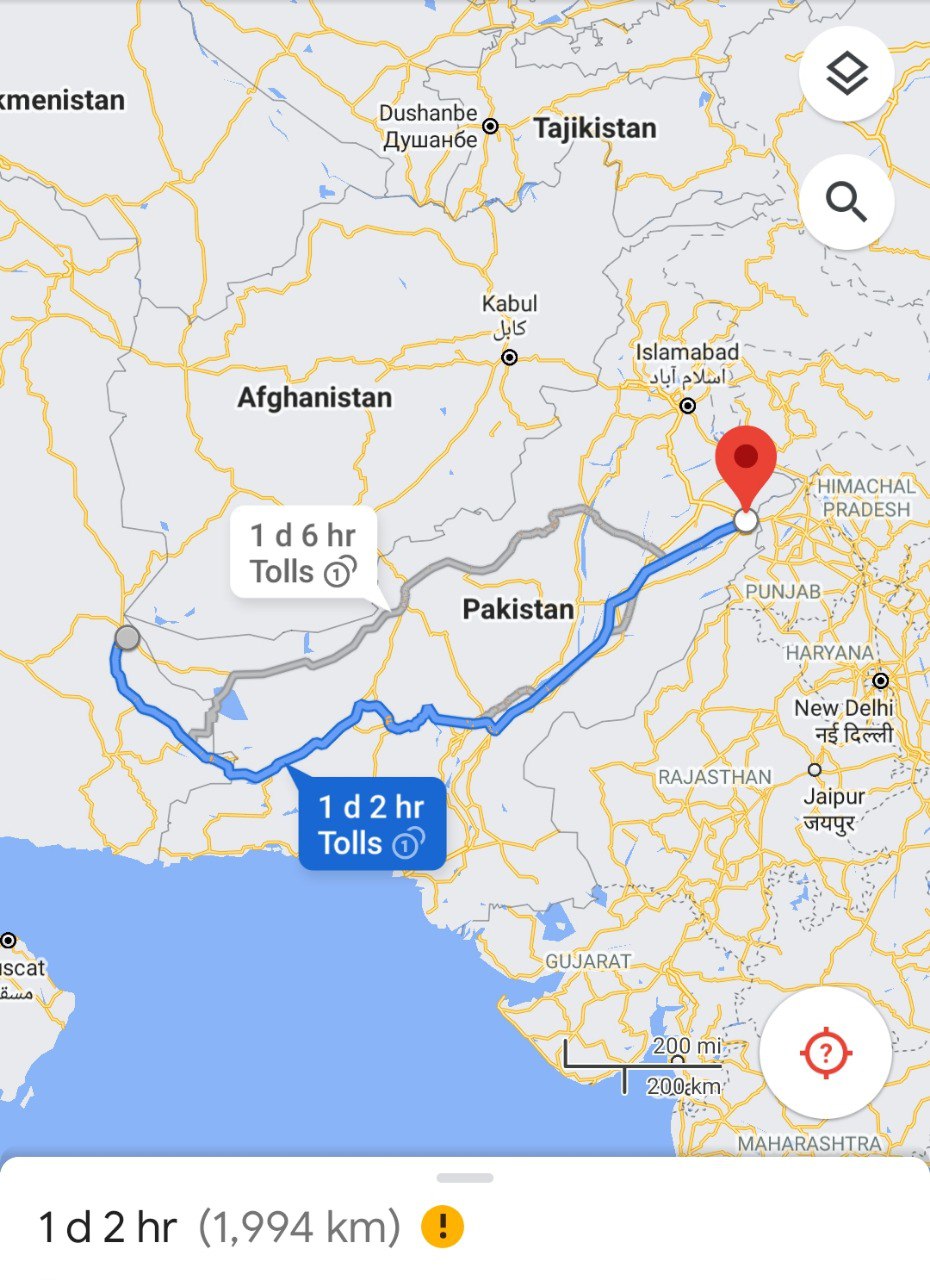 kmenistan
Dushanbe
Душанбе
Tajikistan
Kabul
کابل
Islamabad
اسلام آباد
Afghanistan
HIMACHAL
PRADESH
1 d 6 hr
Tolls 1
Pakistan
PUNJAB
HARYANA
New Delhi
नई दिल्ली
RAJASTHAN
Jaipur
जयपुर
1 d 2 hr
Tolls 1
uscat
مسق
GUJARAT
200 mi
200 km
?
MAHARASHTRA
1 d 2 hr (1,994 km) !